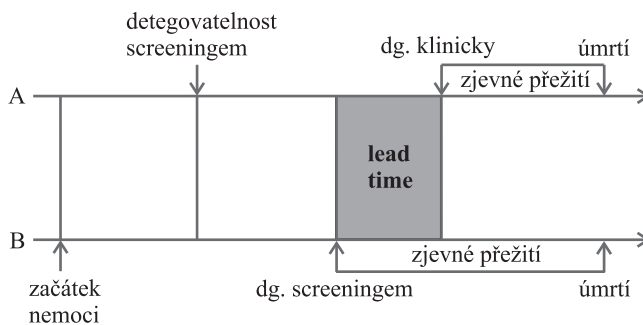 detegovatelnost
screeningem
dg. klinicky
úmrtí
zjevné přežití
A
lead
time
B
zjevné přežití
začátek
nemoci
dg. screeningem
úmrtí